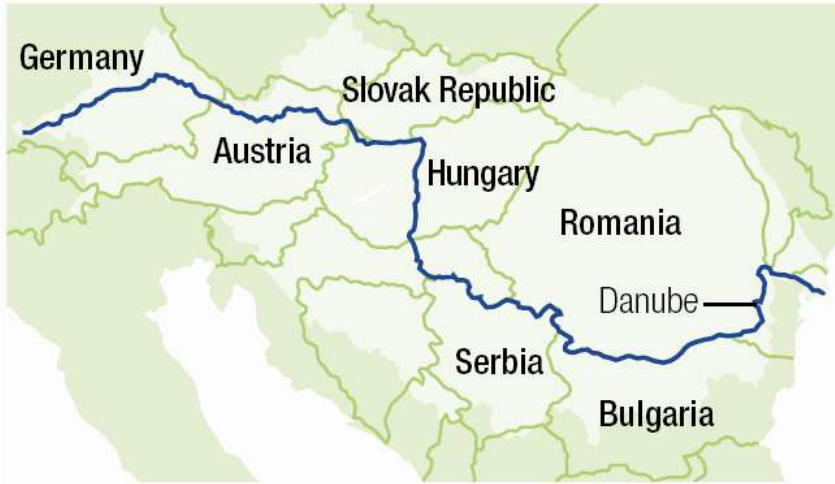 Germany
Slovak Republic
Austria
Hungary
Romania
Danube
Serbia
Bulgaria